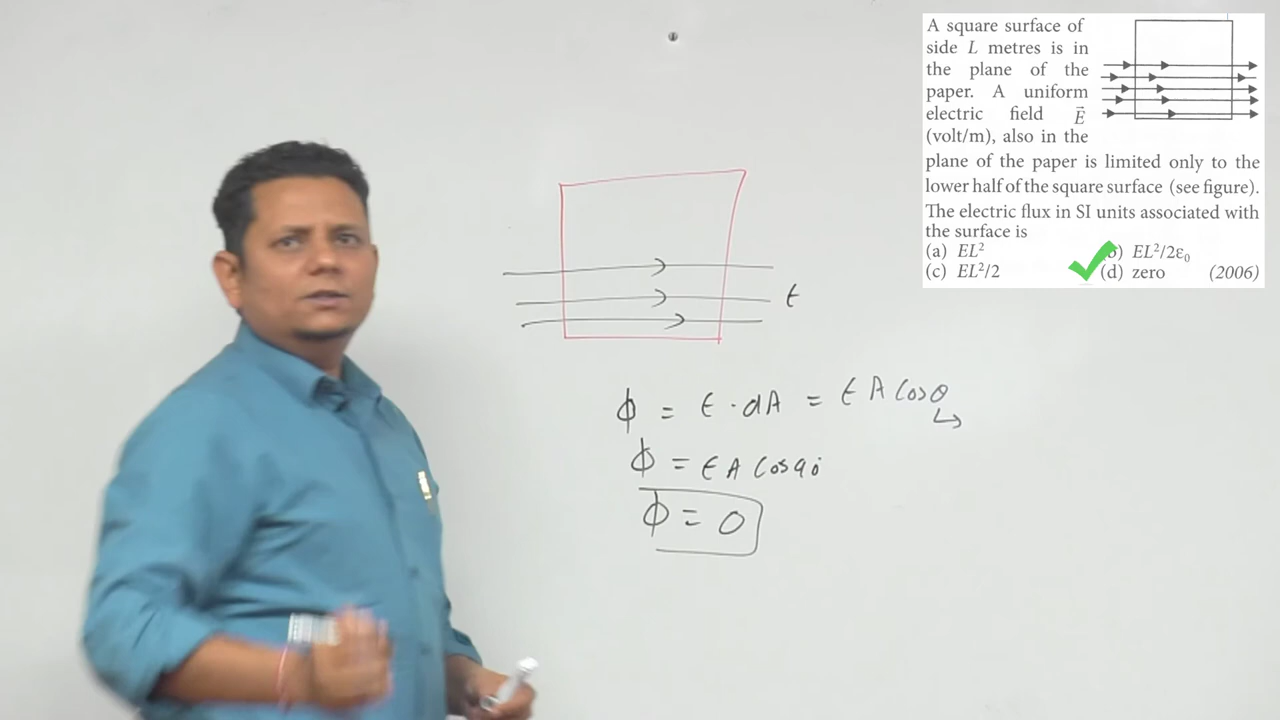 A square surface of
side L metres is in
the plane of the
paper. A uniform
electric field E⃗
(volt/m), also in the
plane of the paper is limited only to the
lower half of the square surface (see figure).
The electric flux in SI units associated with
the surface is
(a) EL² (b) EL²/2ε₀
(c) EL²/2 (d) zero (2006)
E
ϕ = E · dA = E A Cosθ
ϕ = E A Cos90°
ϕ = 0